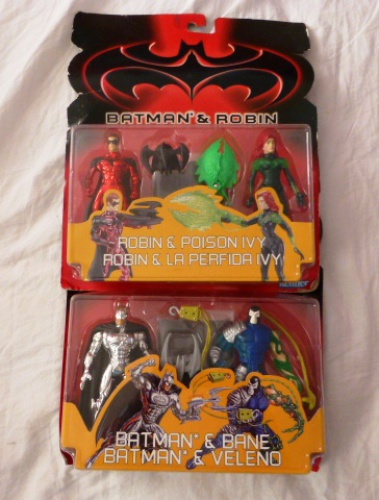 BATMAN® & ROBIN
ROBIN & POISON IVY
ROBIN & LA PERFIDA IVY
BATMAN® & BANE
BATMAN® & VELENO